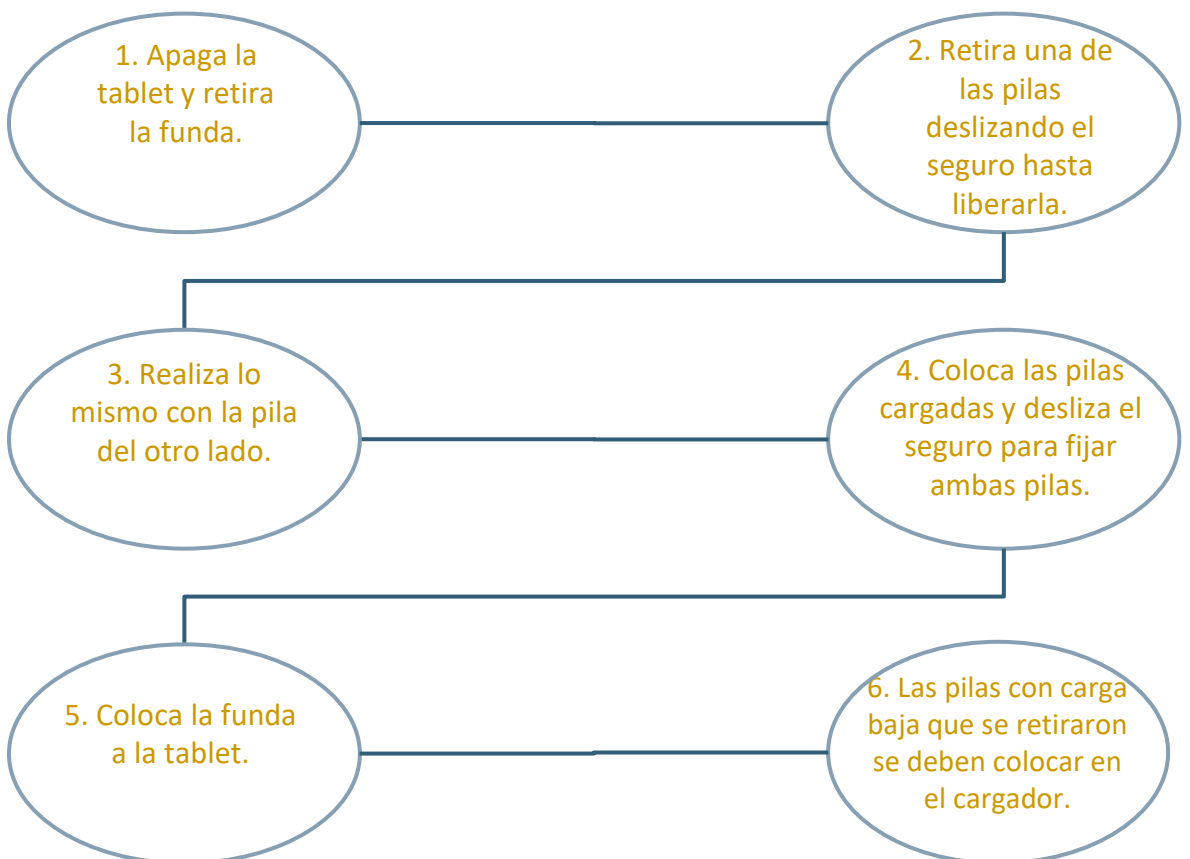 1. Apaga la
tablet y retira
la funda.
2. Retira una de
las pilas
deslizando el
seguro hasta
liberarla.
3. Realiza lo
mismo con la pila
del otro lado.
4. Coloca las pilas
cargadas y desliza el
seguro para fijar
ambas pilas.
5. Coloca la funda
a la tablet.
6. Las pilas con carga
baja que se retiraron
se deben colocar en
el cargador.